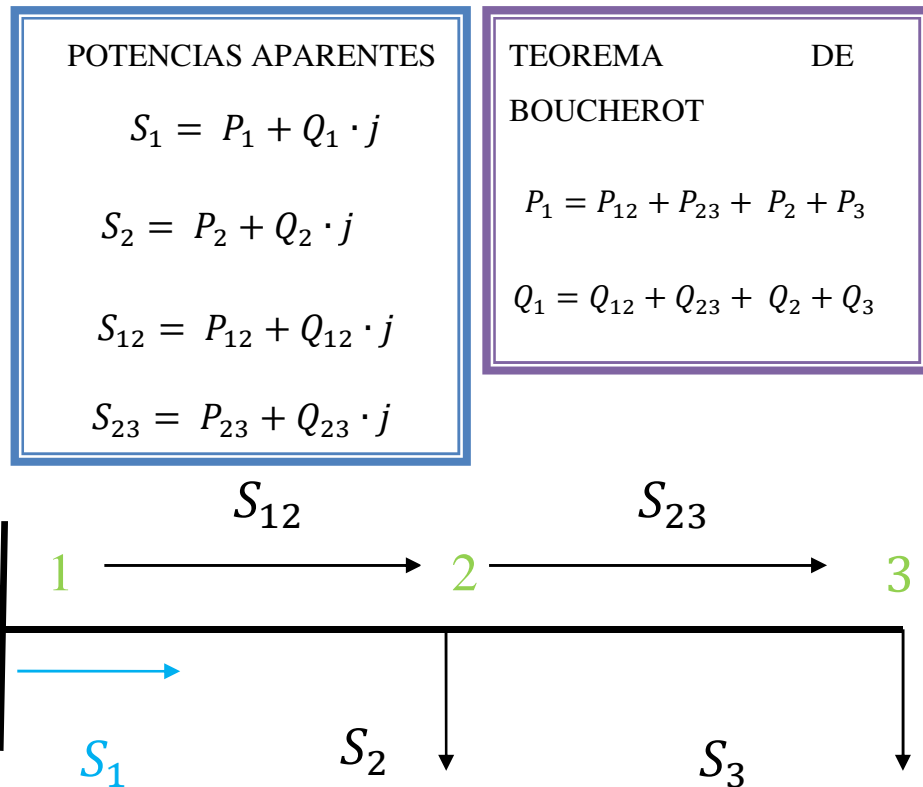 POTENCIAS APARENTES
S₁ = P₁ + Q₁ · j
S₂ = P₂ + Q₂ · j
S₁₂ = P₁₂ + Q₁₂ · j
S₂₃ = P₂₃ + Q₂₃ · j
TEOREMA DE
BOUCHEROT
P₁ = P₁₂ + P₂₃ + P₂ + P₃
Q₁ = Q₁₂ + Q₂₃ + Q₂ + Q₃
S₁₂ S₂₃
1 2 3
S₁ S₂ S₃